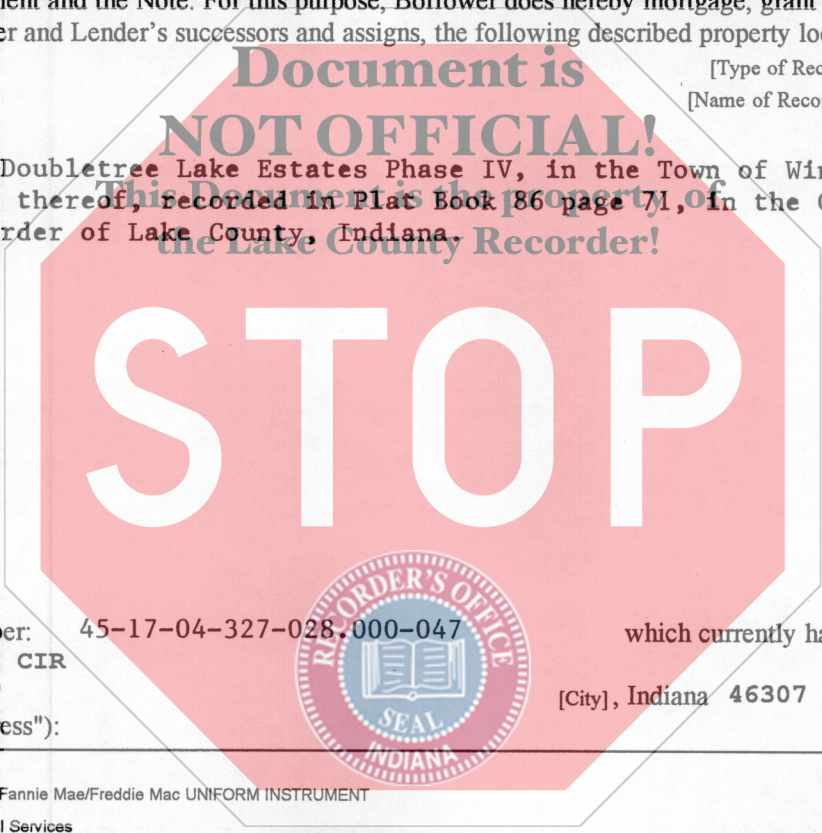 ent and the Note. For this purpose, Borrower does hereby mortgage, grant
er and Lender's successors and assigns, the following described property loc
Document is
[Type of Rec
[Name of Recor
NOT OFFICIAL!
Doubletree Lake Estates Phase IV, in the Town of Win
This Document is the property of
thereof, recorded in Plat Book 86 page 71, in the
rder of Lake County, Indiana.
the Lake County Recorder!
STOP
RECORDER'S OFFICE
SEAL
INDIANA
er: 45-17-04-327-028.000-047 which currently ha
CIR
[City], Indiana 46307
ess"):
Fannie Mae/Freddie Mac UNIFORM INSTRUMENT
l Services